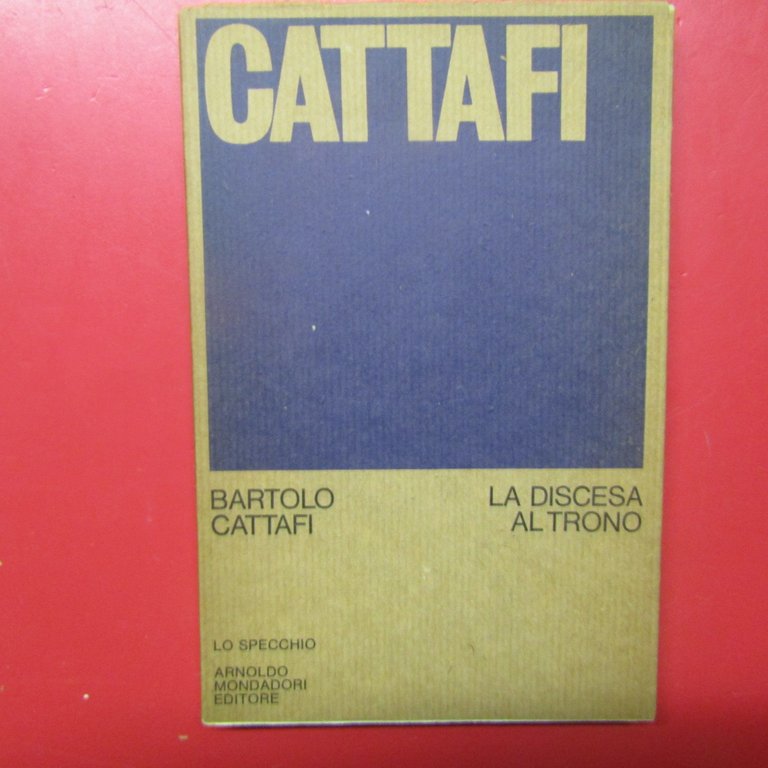 CATTAFI
BARTOLO
CATTAFI
LA DISCESA
AL TRONO
LO SPECCHIO
ARNOLDO
MONDADORI
EDITORE